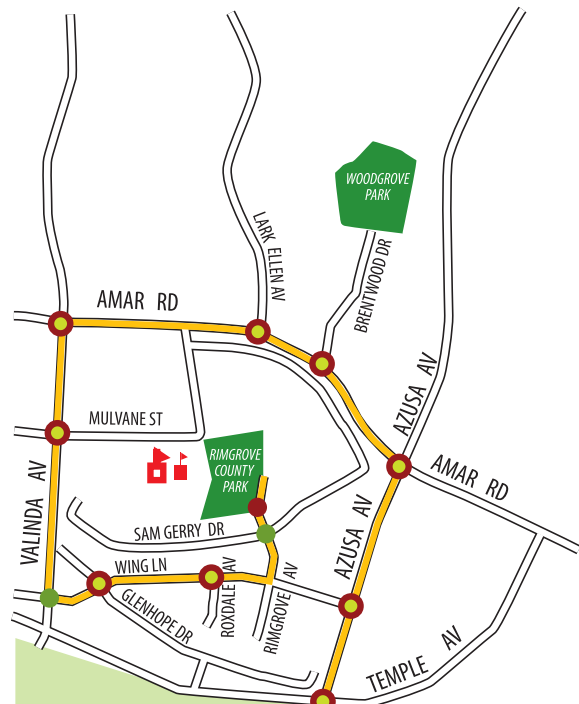 WOODGROVE
PARK
LARK ELLEN AV
BRENTWOOD DR
AMAR RD
AZUSA AV
MULVANE ST
RIMGROVE
COUNTY
PARK
AMAR RD
VALINDA AV
SAM GERRY DR
AZUSA AV
WING LN
ROXDALE AV
RIMGROVE AV
GLENHOPE DR
TEMPLE AV